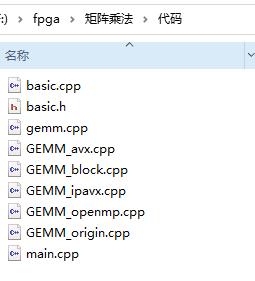 :) › fpga › 矩阵乘法 › 代码
名称
basic.cpp
basic.h
gemm.cpp
GEMM_avx.cpp
GEMM_block.cpp
GEMM_ipavx.cpp
GEMM_openmp.cpp
GEMM_origin.cpp
main.cpp